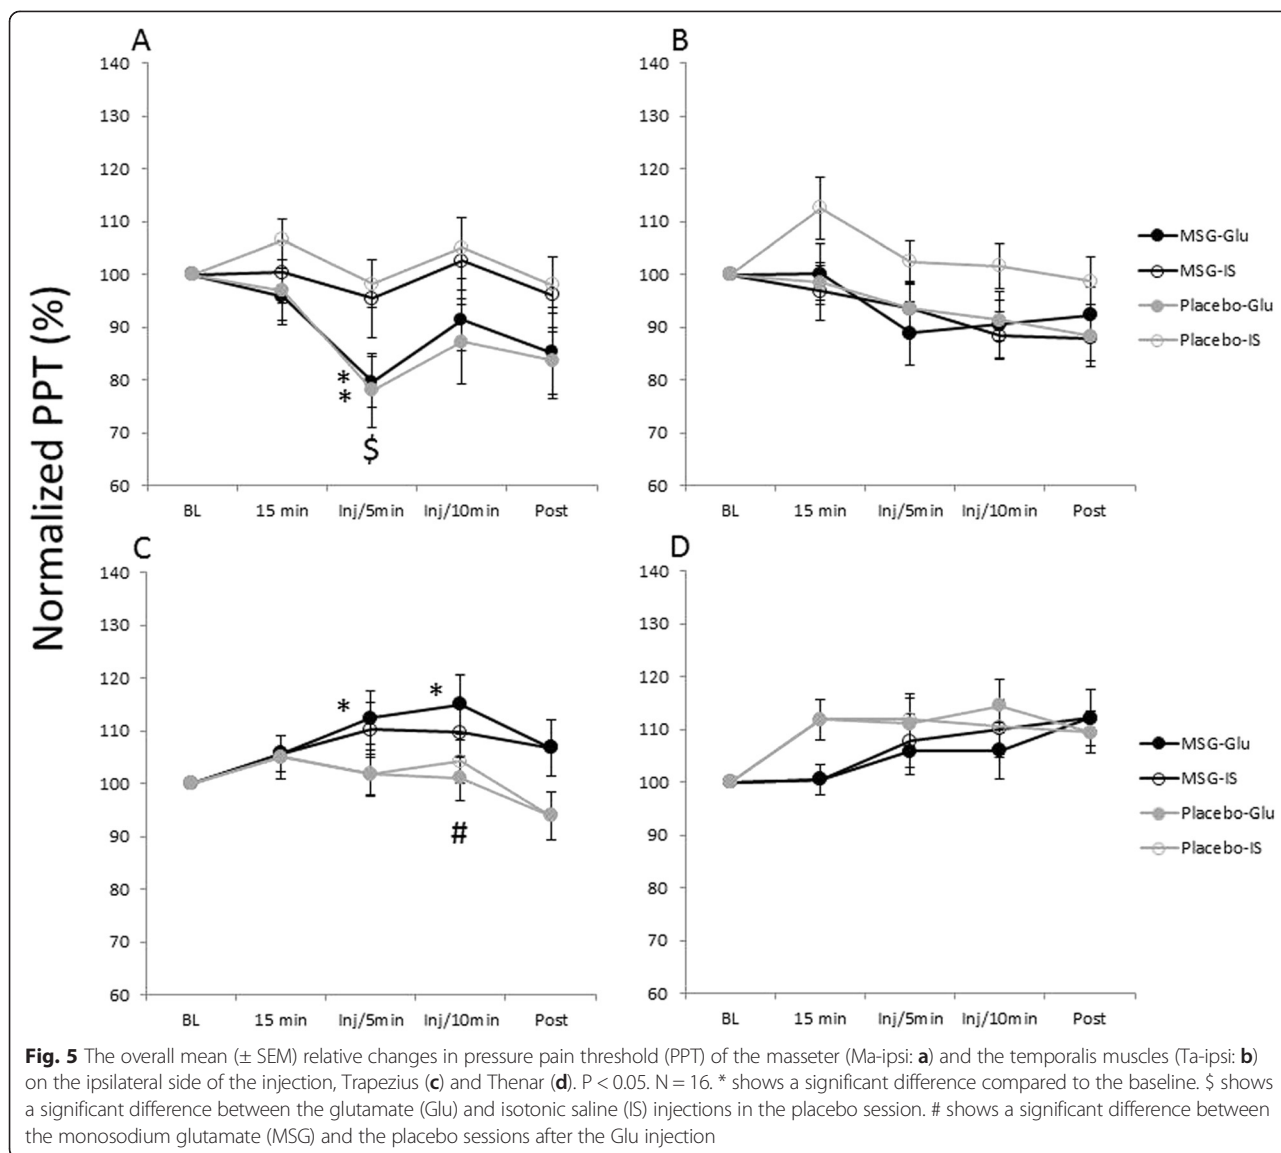 Normalized PPT (%)
A
140
130
120
110
100
90
80
70
60
*
*
$
BL 15 min Inj/5min Inj/10min Post
B
140
130
120
110
100
90
80
70
60
BL 15 min Inj/5min Inj/10min Post
MSG-Glu
MSG-IS
Placebo-Glu
Placebo-IS
C
140
130
120
110
100
90
80
70
60
* *
#
BL 15 min Inj/5min Inj/10min Post
D
140
130
120
110
100
90
80
70
60
BL 15 min Inj/5min Inj/10min Post
MSG-Glu
MSG-IS
Placebo-Glu
Placebo-IS
Fig. 5 The overall mean (± SEM) relative changes in pressure pain threshold (PPT) of the masseter (Ma-ipsi: a) and the temporalis muscles (Ta-ipsi: b)
on the ipsilateral side of the injection, Trapezius (c) and Thenar (d). P < 0.05. N = 16. * shows a significant difference compared to the baseline. $ shows
a significant difference between the glutamate (Glu) and isotonic saline (IS) injections in the placebo session. # shows a significant difference between
the monosodium glutamate (MSG) and the placebo sessions after the Glu injection